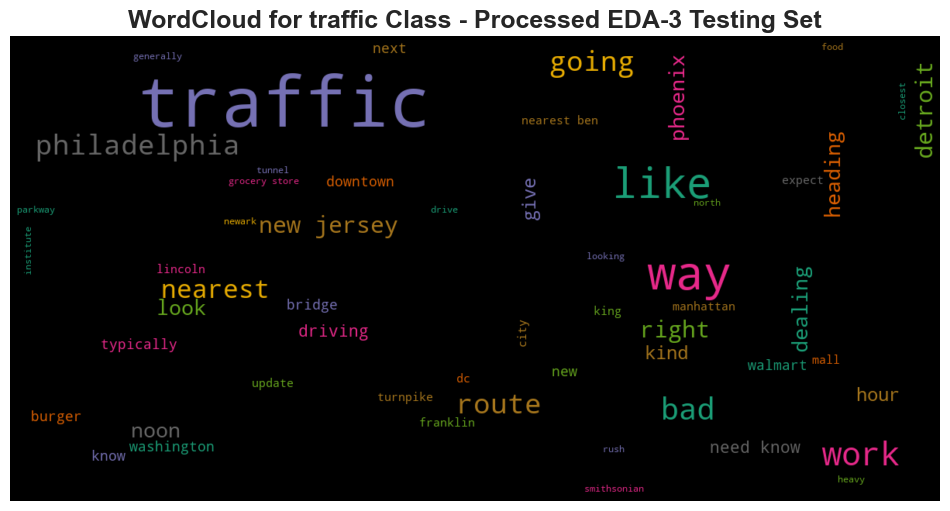 WordCloud for traffic Class - Processed EDA-3 Testing Set
generally
next
food
going
phoenix
detroit
closest
traffic
nearest ben
philadelphia
heading
tunnel
grocery store
downtown
give
like
expect
north
parkway
newark
new jersey
drive
institute
lincoln
looking
way
nearest
look
bridge
king
manhattan
dealing
driving
city
right
typically
kind
walmart
mall
update
dc
new
turnpike
route
hour
burger
franklin
bad
noon
know
washington
rush
need know
work
heavy
smithsonian